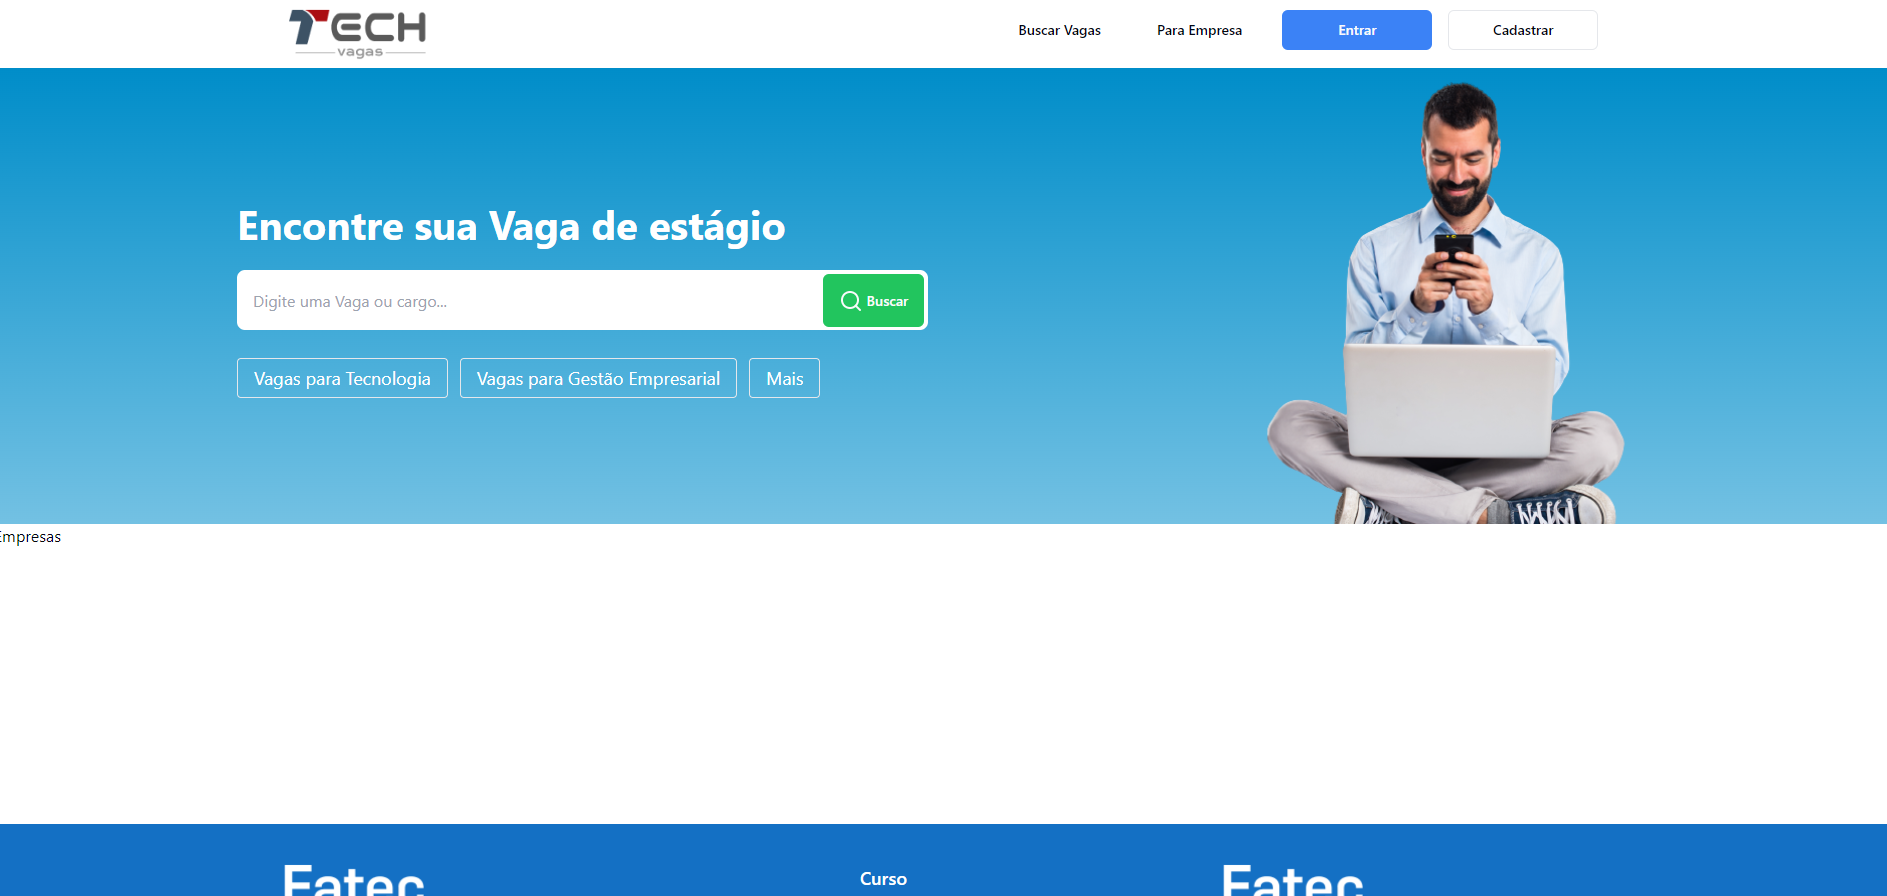 TECH
vagas
Buscar Vagas
Para Empresa
Entrar
Cadastrar
Encontre sua Vaga de estágio
Digite uma Vaga ou cargo...
Buscar
Vagas para Tecnologia
Vagas para Gestão Empresarial
Mais
Empresas
Fatec
Curso
Fatec